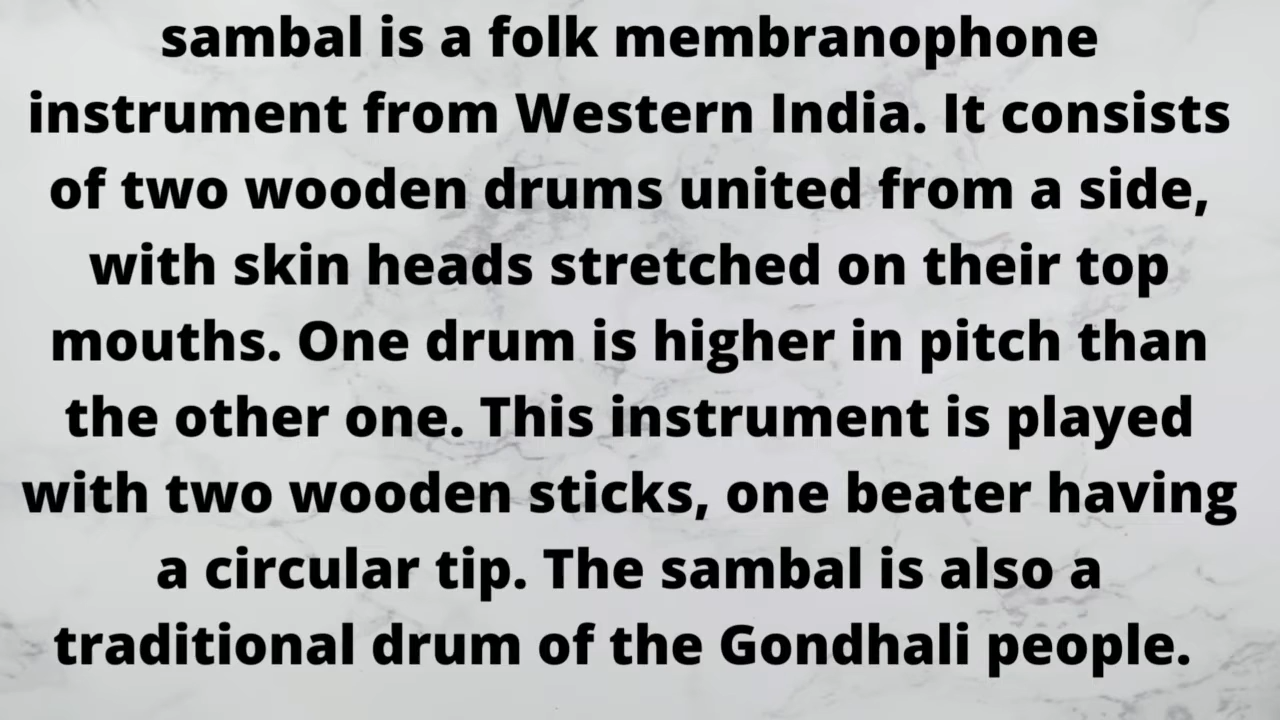 sambal is a folk membranophone
instrument from Western India. It consists
of two wooden drums united from a side,
with skin heads stretched on their top
mouths. One drum is higher in pitch than
the other one. This instrument is played
with two wooden sticks, one beater having
a circular tip. The sambal is also a
traditional drum of the Gondhali people.